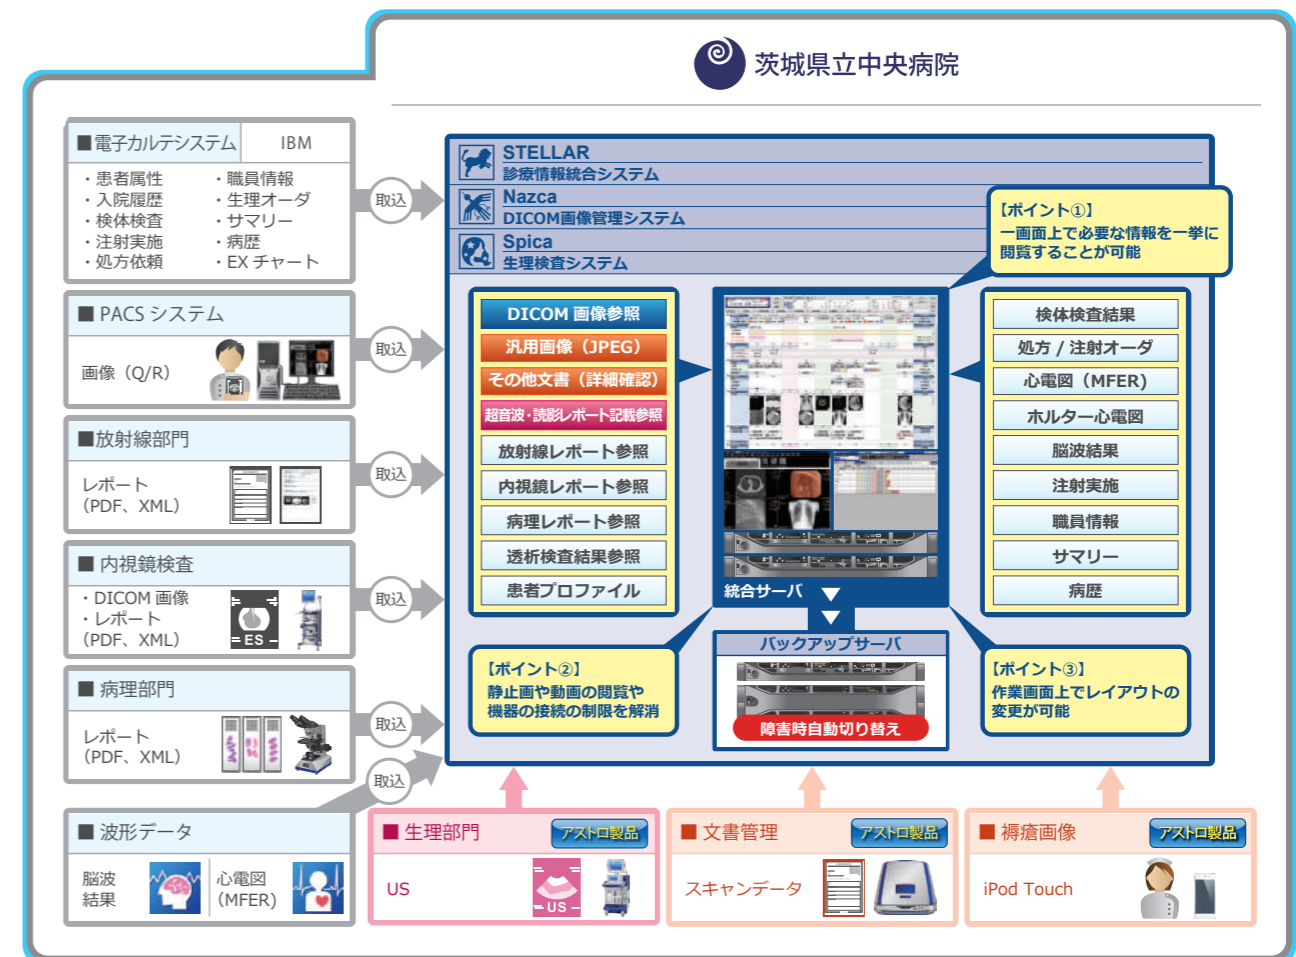 茨城県立中央病院
■電子カルテシステム
IBM
・患者属性
・入院履歴
・検体検査
・注射実施
・処方依頼
・職員情報
・生理オーダ
・サマリー
・病歴
・EX チャート
取込
■ PACS システム
画像（Q/R）
取込
■放射線部門
レポート
（PDF、XML）
取込
■ 内視鏡検査
・DICOM 画像
・レポート
（PDF、XML）
ES
取込
■ 病理部門
レポート
（PDF、XML）
取込
■ 波形データ
脳波
結果
心電図
（MFER）
取込
STELLAR
診療情報統合システム
Nazca
DICOM画像管理システム
Spica
生理検査システム
【ポイント①】
一画面上で必要な情報を一挙に
閲覧することが可能
DICOM 画像参照
汎用画像（JPEG）
その他文書（詳細確認）
超音波・読影レポート記載参照
放射線レポート参照
内視鏡レポート参照
病理レポート参照
透析検査結果参照
患者プロファイル
統合サーバ
検体検査結果
処方 / 注射オーダ
心電図（MFER)
ホルター心電図
脳波結果
注射実施
職員情報
サマリー
病歴
【ポイント②】
静止画や動画の閲覧や
機器の接続の制限を解消
バックアップサーバ
障害時自動切り替え
【ポイント③】
作業画面上でレイアウトの
変更が可能
■ 生理部門
アストロ製品
US
US
■ 文書管理
アストロ製品
スキャンデータ
■ 褥瘡画像
アストロ製品
iPod Touch